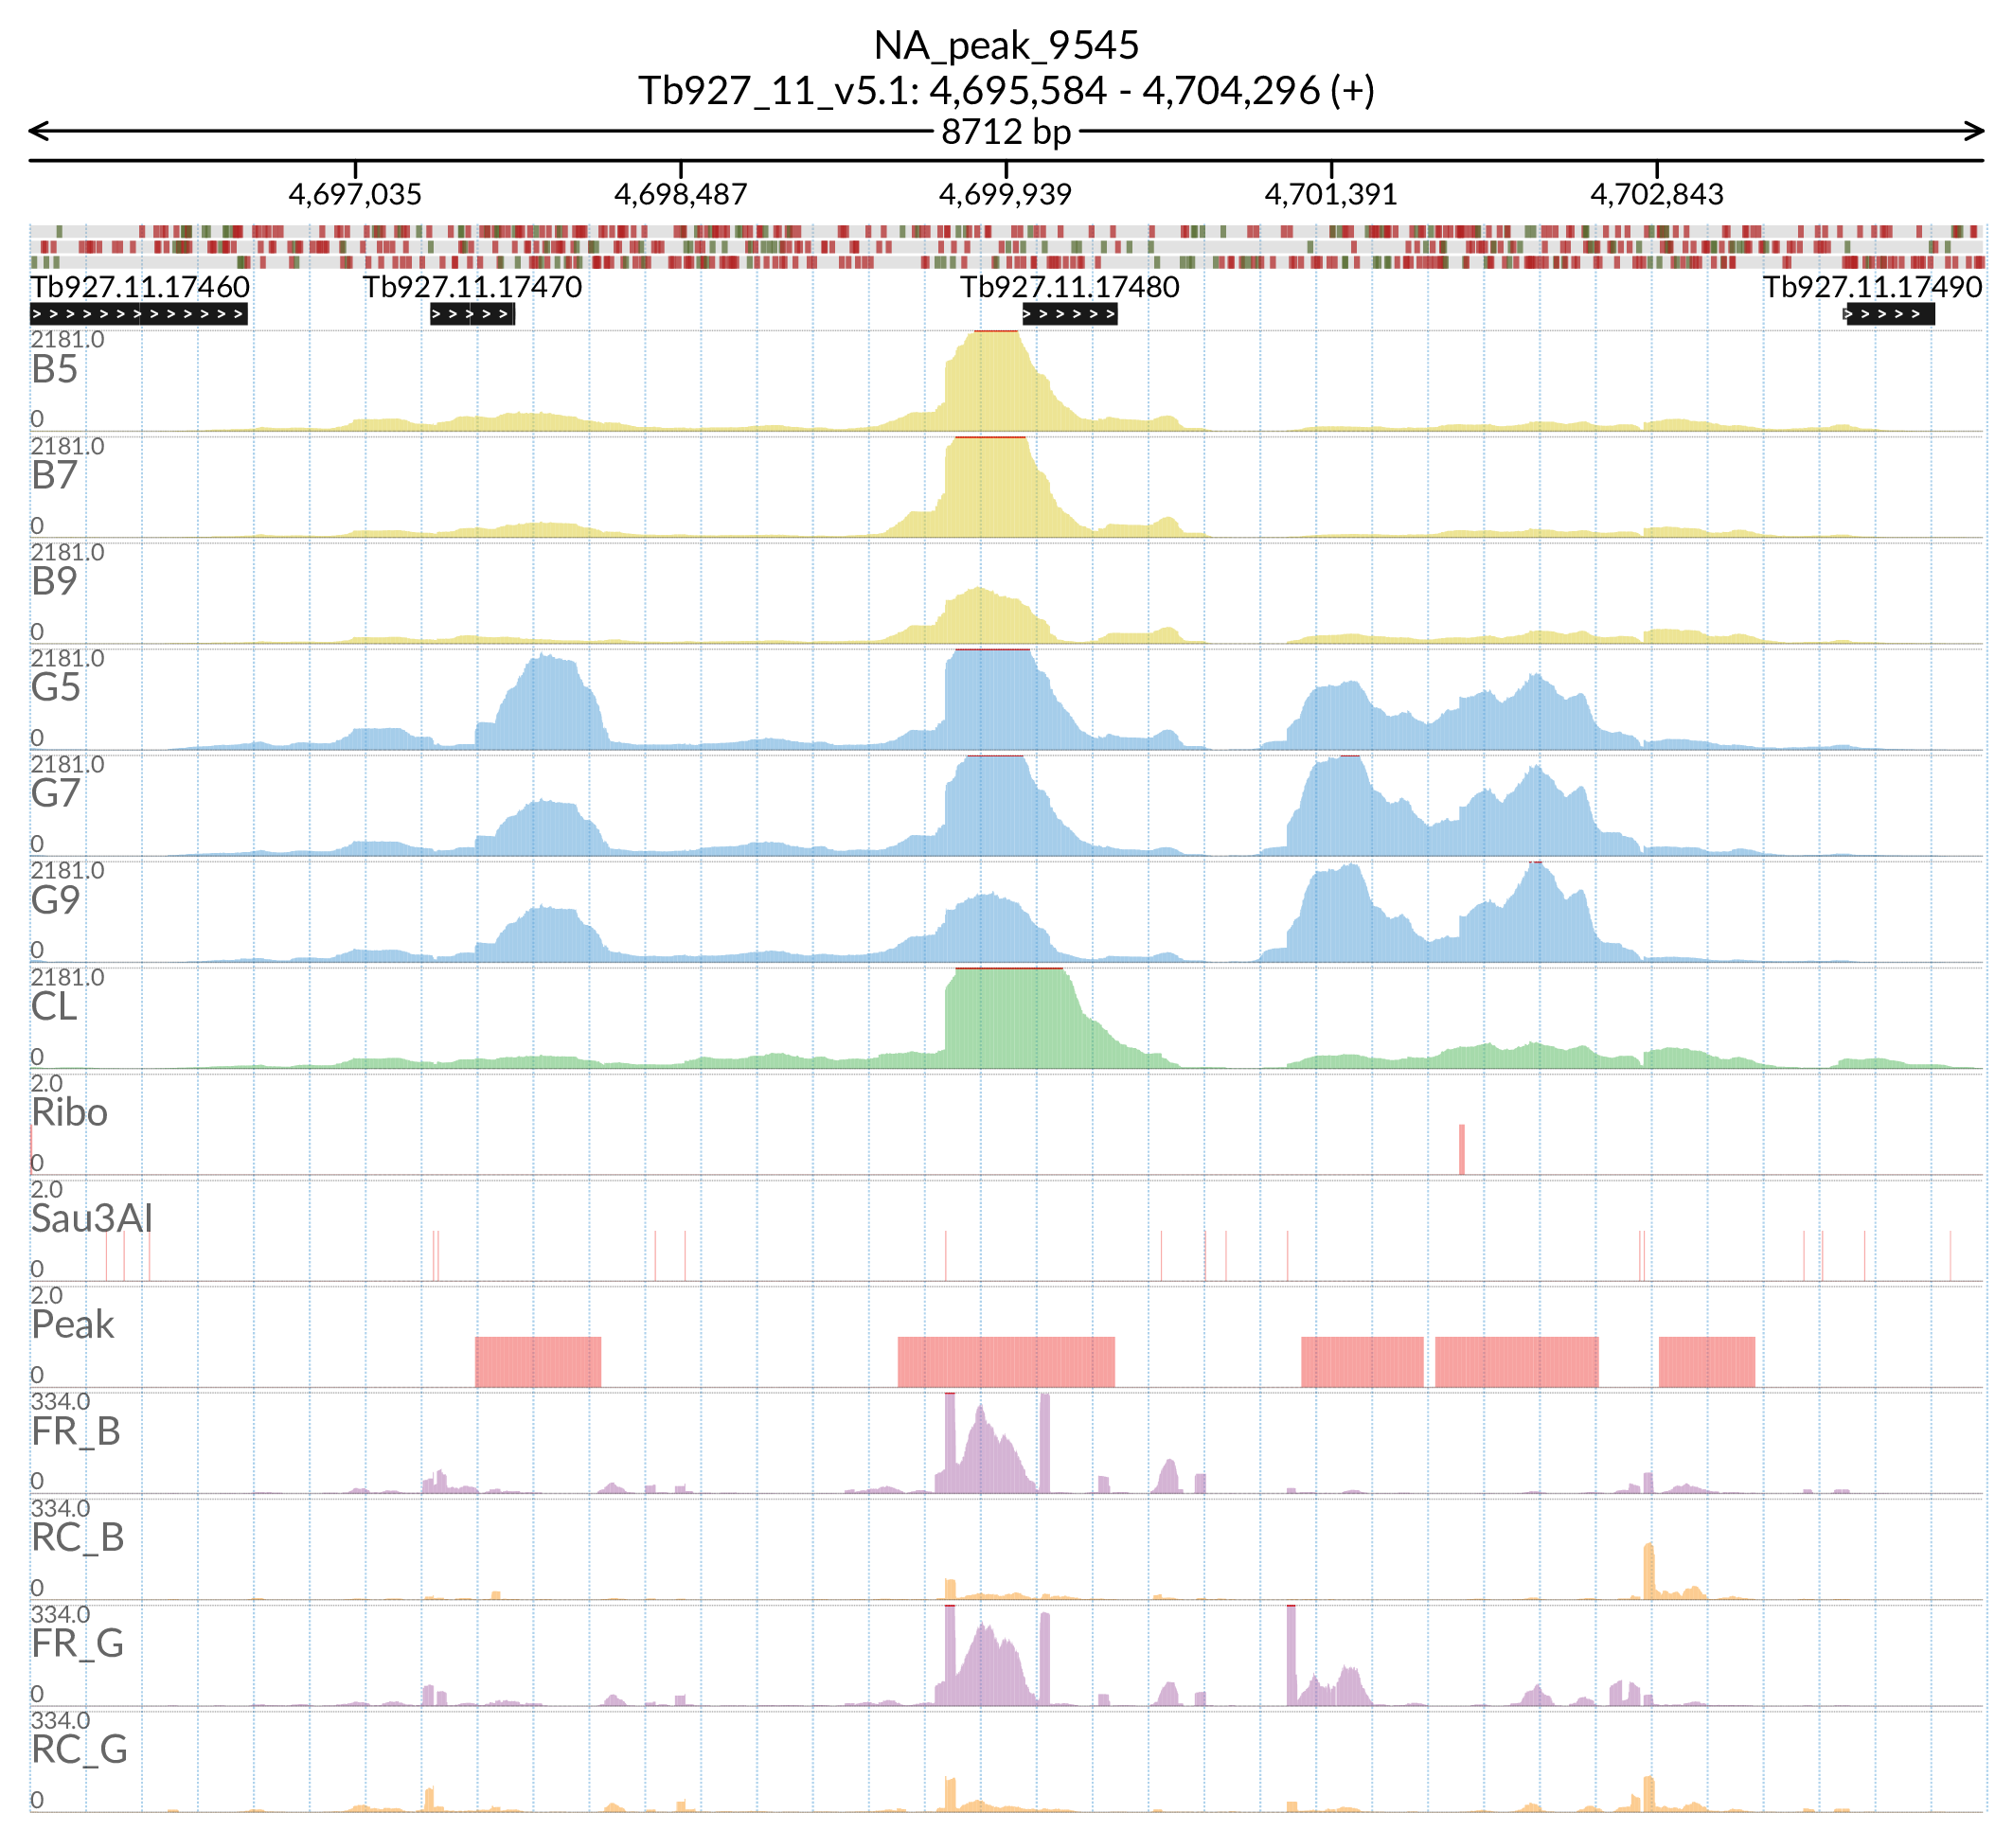 NA_peak_9545
Tb927_11_v5.1: 4,695,584 - 4,704,296 (+)
8712 bp
4,697,035 4,698,487 4,699,939 4,701,391 4,702,843
Tb927.11.17460 Tb927.11.17470 Tb927.11.17480 Tb927.11.17490
2181.0
B5
0
2181.0
B7
0
2181.0
B9
0
2181.0
G5
0
2181.0
G7
0
2181.0
G9
0
2181.0
CL
0
2.0
Ribo
0
2.0
Sau3AI
0
2.0
Peak
0
334.0
FR_B
0
334.0
RC_B
0
334.0
FR_G
0
334.0
RC_G
0